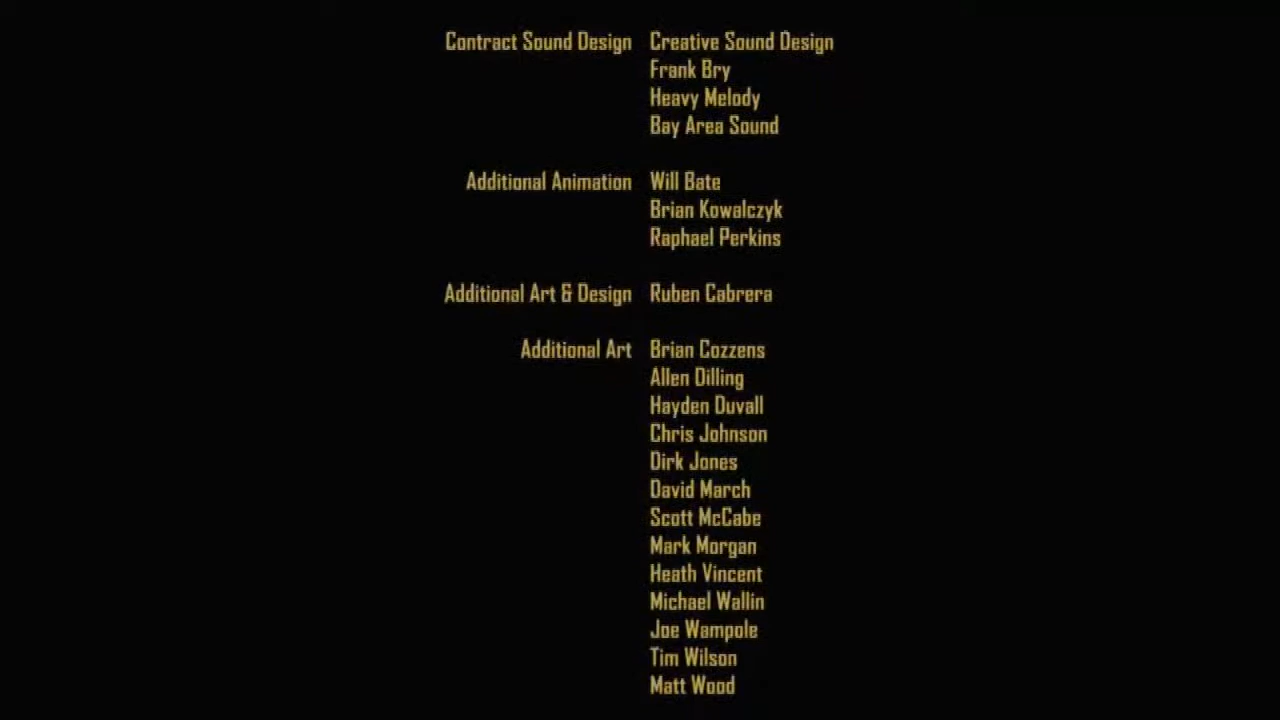 Contract Sound Design Creative Sound Design
Frank Bry
Heavy Melody
Bay Area Sound
Additional Animation Will Bate
Brian Kowalczyk
Raphael Perkins
Additional Art & Design Ruben Cabrera
Additional Art Brian Cozzens
Allen Dilling
Hayden Duvall
Chris Johnson
Dirk Jones
David March
Scott McCabe
Mark Morgan
Heath Vincent
Michael Wallin
Joe Wampole
Tim Wilson
Matt Wood